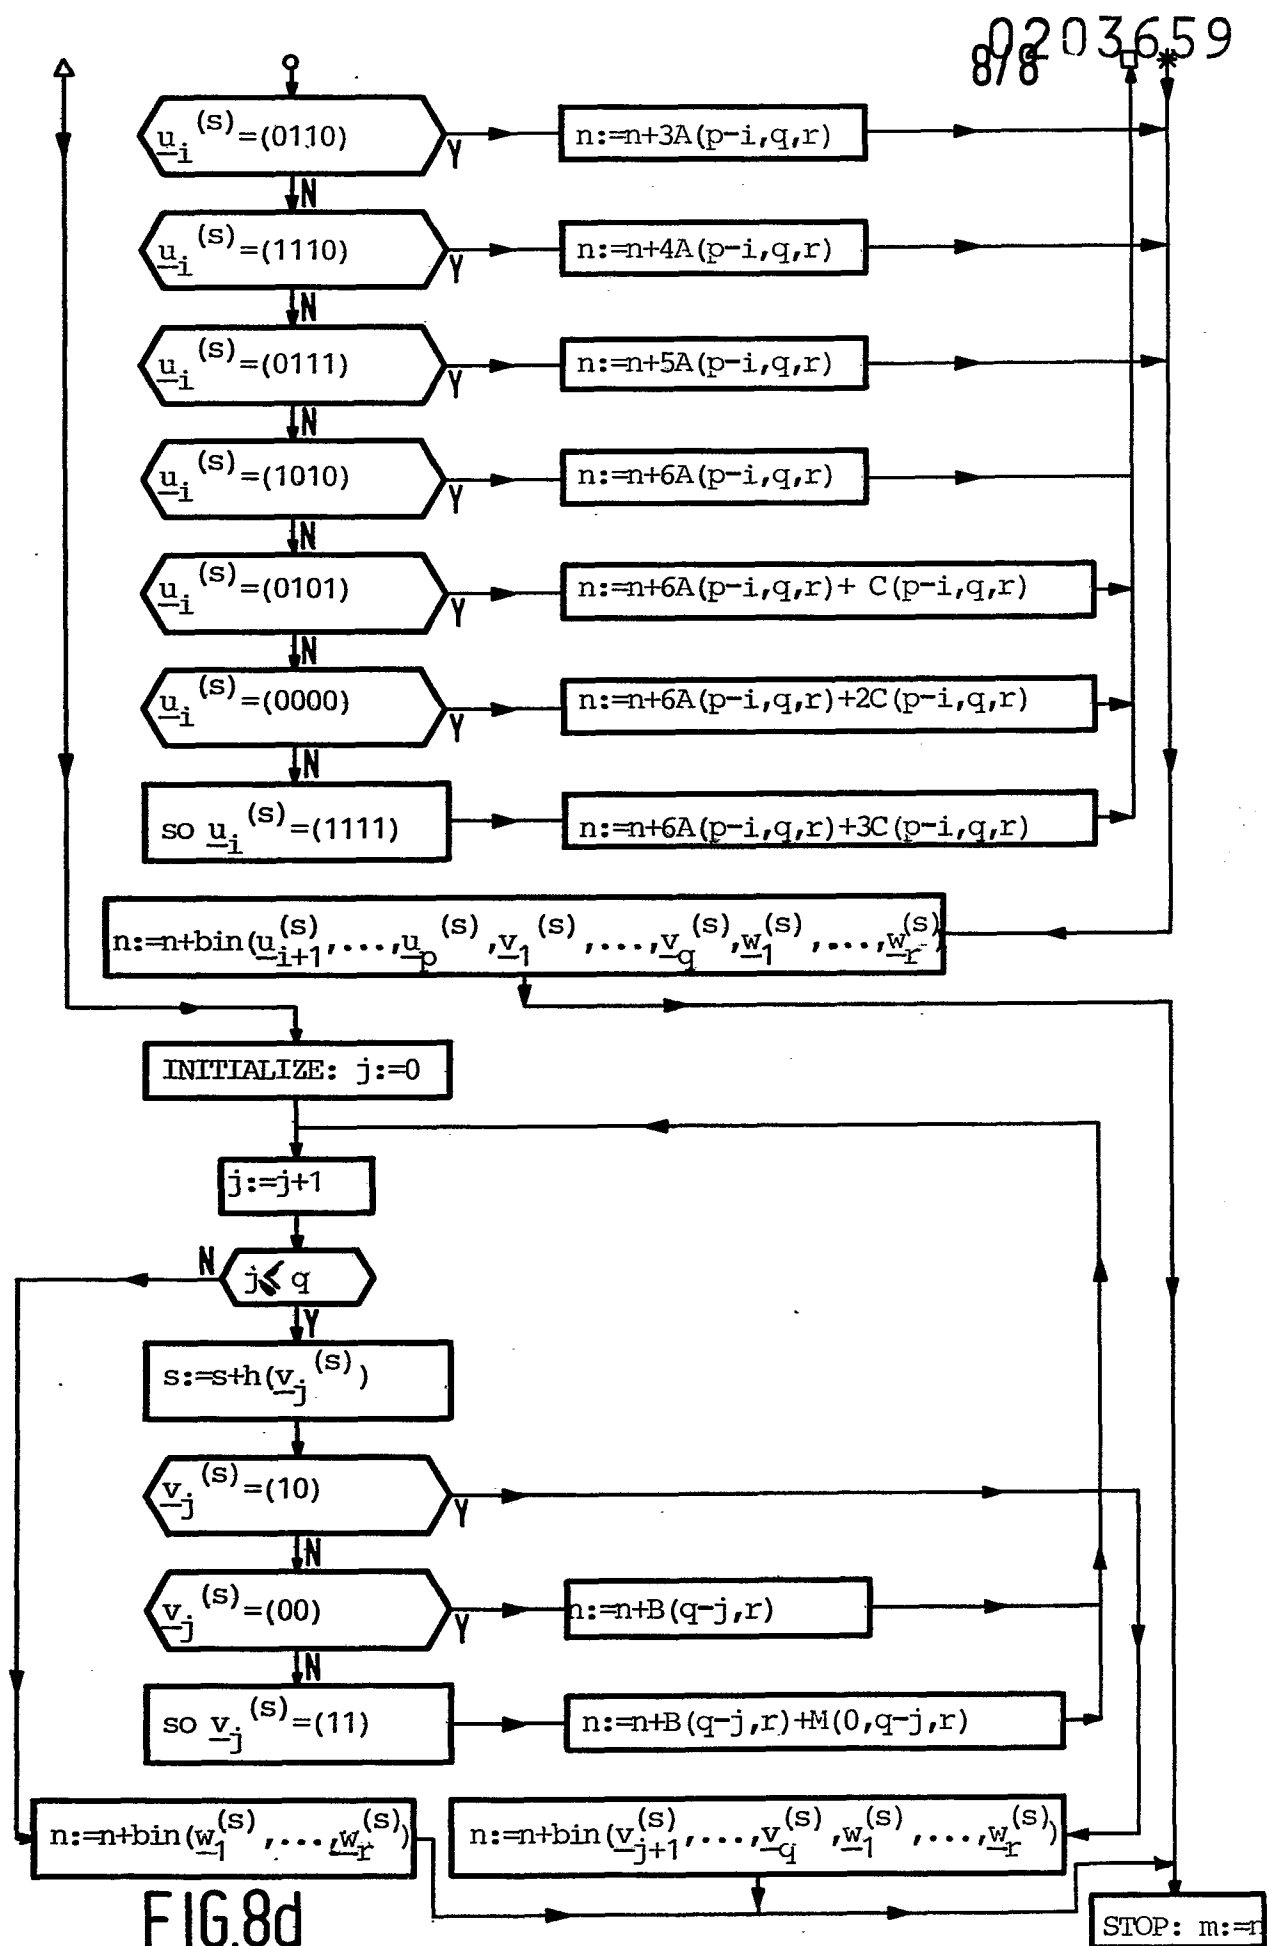 0203659
8/8
u_i^(s)=(0110)
Y
n:=n+3A(p-i,q,r)
N
u_i^(s)=(1110)
Y
n:=n+4A(p-i,q,r)
N
u_i^(s)=(0111)
Y
n:=n+5A(p-i,q,r)
N
u_i^(s)=(1010)
Y
n:=n+6A(p-i,q,r)
N
u_i^(s)=(0101)
Y
n:=n+6A(p-i,q,r)+ C(p-i,q,r)
N
u_i^(s)=(0000)
Y
n:=n+6A(p-i,q,r)+2C(p-i,q,r)
N
so u_i^(s)=(1111)
n:=n+6A(p-i,q,r)+3C(p-i,q,r)
n:=n+bin(u_i+1^(s),...,u_p^(s),v_1^(s),...,v_q^(s),w_1^(s),...,w_r^(s)
INITIALIZE: j:=0
j:=j+1
N
j⩽q
Y
s:=s+h(v_j^(s))
v_j^(s)=(10)
Y
N
v_j^(s)=(00)
Y
n:=n+B(q-j,r)
N
so v_j^(s)=(11)
n:=n+B(q-j,r)+M(0,q-j,r)
n:=n+bin(w_1^(s),...,w_r^(s))
n:=n+bin(v_j+1^(s),...,v_q^(s),w_1^(s),...,w_r^(s))
FIG.8d
STOP: m:=n